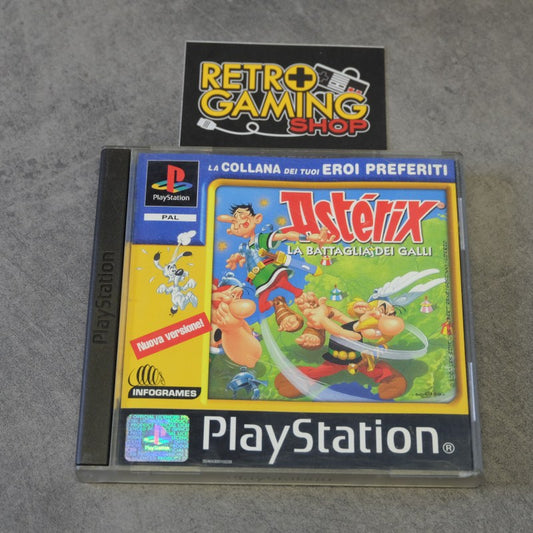 RETRO
GAMING
SHOP
LA COLLANA DEI TUOI EROI PREFERITI
PlayStation
PAL
Astérix
LA BATTAGLIA DEI GALLI
PlayStation
Nuova versione!
INFOGRAMES
PlayStation
PlayStation®